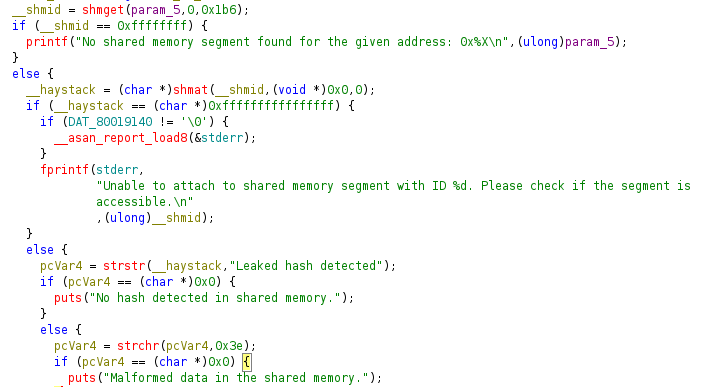 __shmid = shmget(param_5,0,0x1b6);
if (__shmid == 0xffffffff) {
printf("No shared memory segment found for the given address: 0x%X\n",(ulong)param_5);
}
else {
__haystack = (char *)shmat(__shmid,(void *)0x0,0);
if (__haystack == (char *)0xffffffffffffffff) {
if (DAT_80019140 != '\0') {
__asan_report_load8(&stderr);
}
fprintf(stderr,
"Unable to attach to shared memory segment with ID %d. Please check if the segment is
accessible.\n"
,(ulong)__shmid);
}
else {
pcVar4 = strstr(__haystack,"Leaked hash detected");
if (pcVar4 == (char *)0x0) {
puts("No hash detected in shared memory.");
}
else {
pcVar4 = strchr(pcVar4,0x3e);
if (pcVar4 == (char *)0x0) {
puts("Malformed data in the shared memory.");